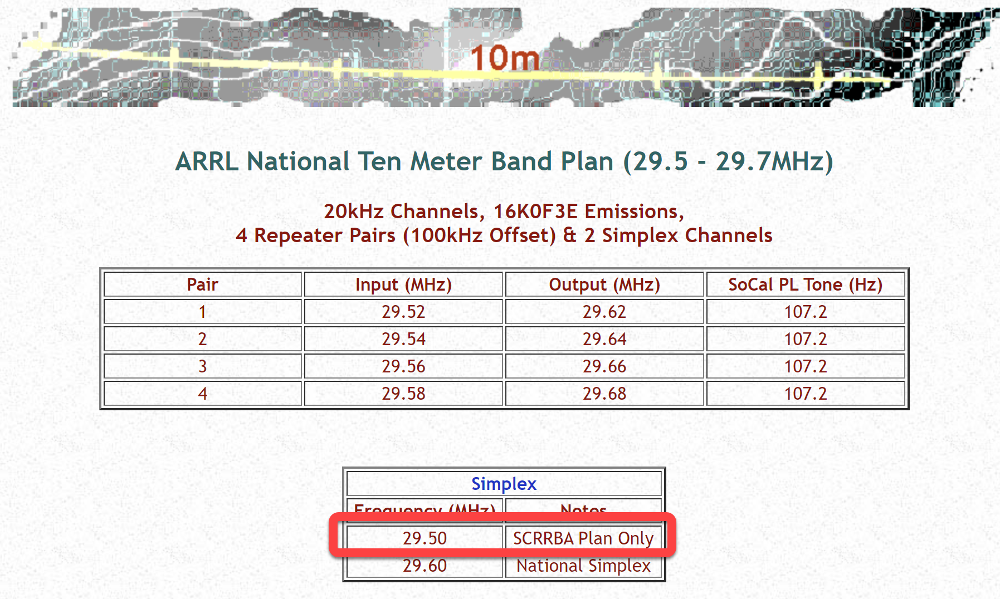 10m
ARRL National Ten Meter Band Plan (29.5 - 29.7MHz)
20kHz Channels, 16K0F3E Emissions,
4 Repeater Pairs (100kHz Offset) & 2 Simplex Channels
Pair Input (MHz) Output (MHz) SoCal PL Tone (Hz)
1 29.52 29.62 107.2
2 29.54 29.64 107.2
3 29.56 29.66 107.2
4 29.58 29.68 107.2
Simplex
Frequency (MHz) Notes
29.50 SCRRBA Plan Only
29.60 National Simplex